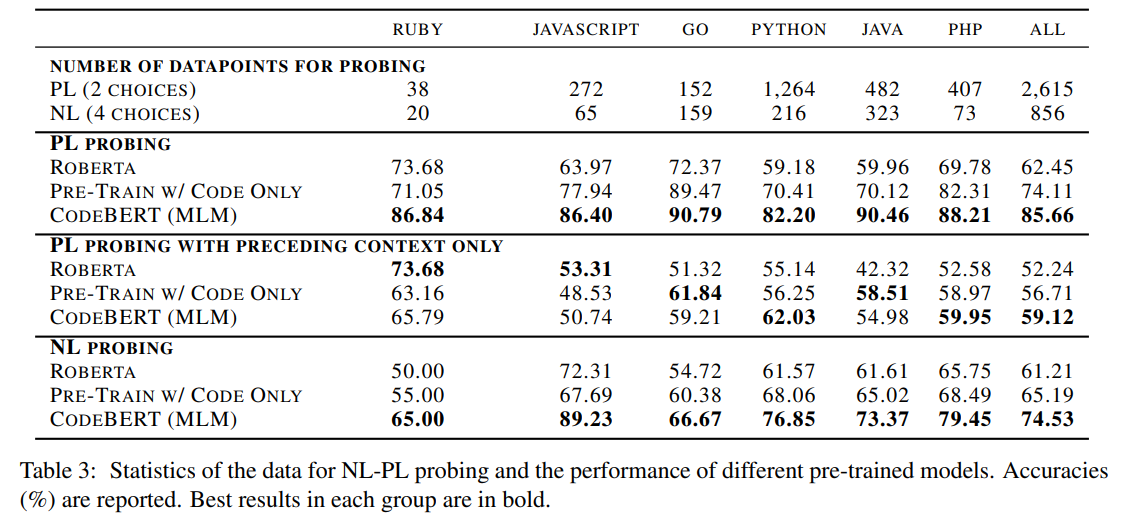 RUBY JAVASCRIPT GO PYTHON JAVA PHP ALL
NUMBER OF DATAPOINTS FOR PROBING
PL (2 CHOICES) 38 272 152 1,264 482 407 2,615
NL (4 CHOICES) 20 65 159 216 323 73 856
PL PROBING
ROBERTA 73.68 63.97 72.37 59.18 59.96 69.78 62.45
PRE-TRAIN W/ CODE ONLY 71.05 77.94 89.47 70.41 70.12 82.31 74.11
CODEBERT (MLM) 86.84 86.40 90.79 82.20 90.46 88.21 85.66
PL PROBING WITH PRECEDING CONTEXT ONLY
ROBERTA 73.68 53.31 51.32 55.14 42.32 52.58 52.24
PRE-TRAIN W/ CODE ONLY 63.16 48.53 61.84 56.25 58.51 58.97 56.71
CODEBERT (MLM) 65.79 50.74 59.21 62.03 54.98 59.95 59.12
NL PROBING
ROBERTA 50.00 72.31 54.72 61.57 61.61 65.75 61.21
PRE-TRAIN W/ CODE ONLY 55.00 67.69 60.38 68.06 65.02 68.49 65.19
CODEBERT (MLM) 65.00 89.23 66.67 76.85 73.37 79.45 74.53
Table 3: Statistics of the data for NL-PL probing and the performance of different pre-trained models. Accuracies
(%) are reported. Best results in each group are in bold.